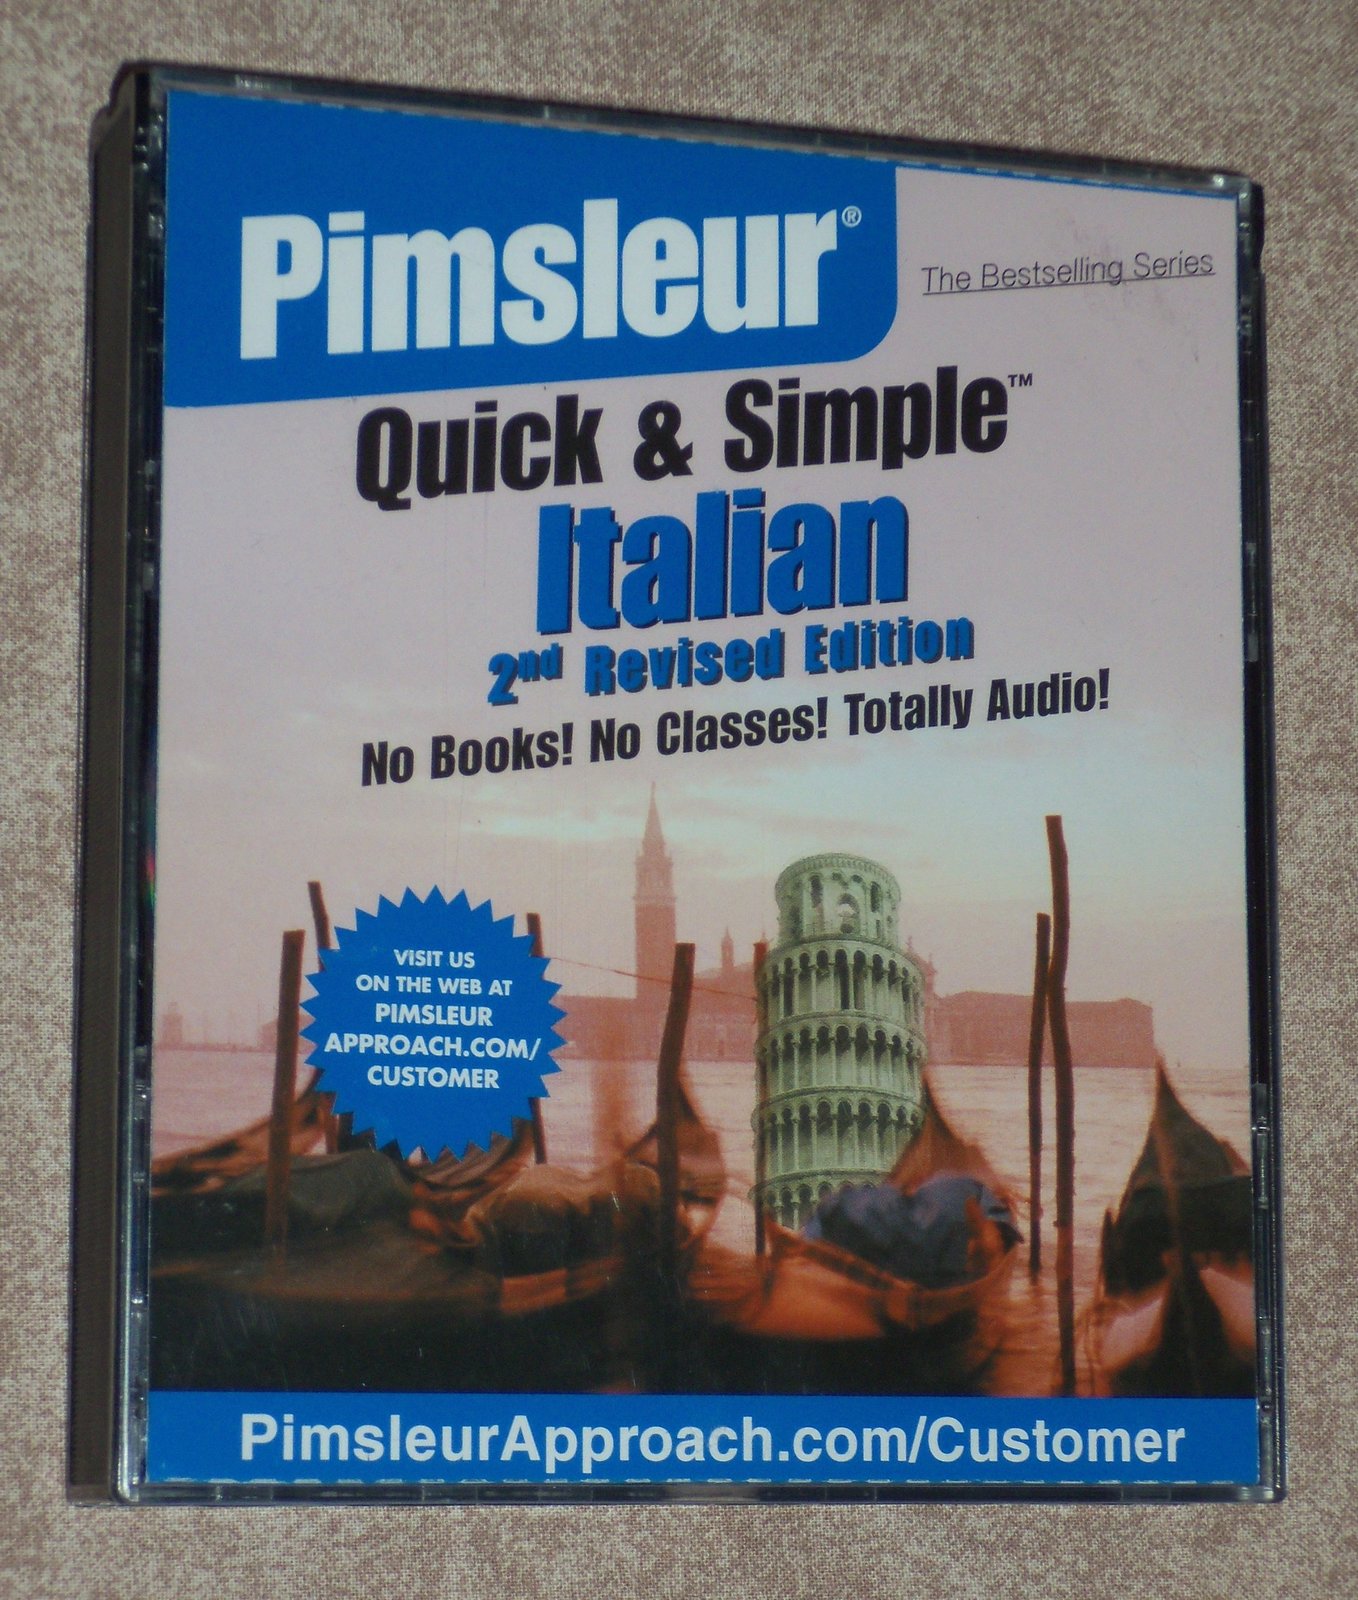 Pimsleur®
The Bestselling Series
Quick & Simple™
Italian
2nd Revised Edition
No Books! No Classes! Totally Audio!
VISIT US
ON THE WEB AT
PIMSLEUR
APPROACH.COM/
CUSTOMER
PimsleurApproach.com/Customer